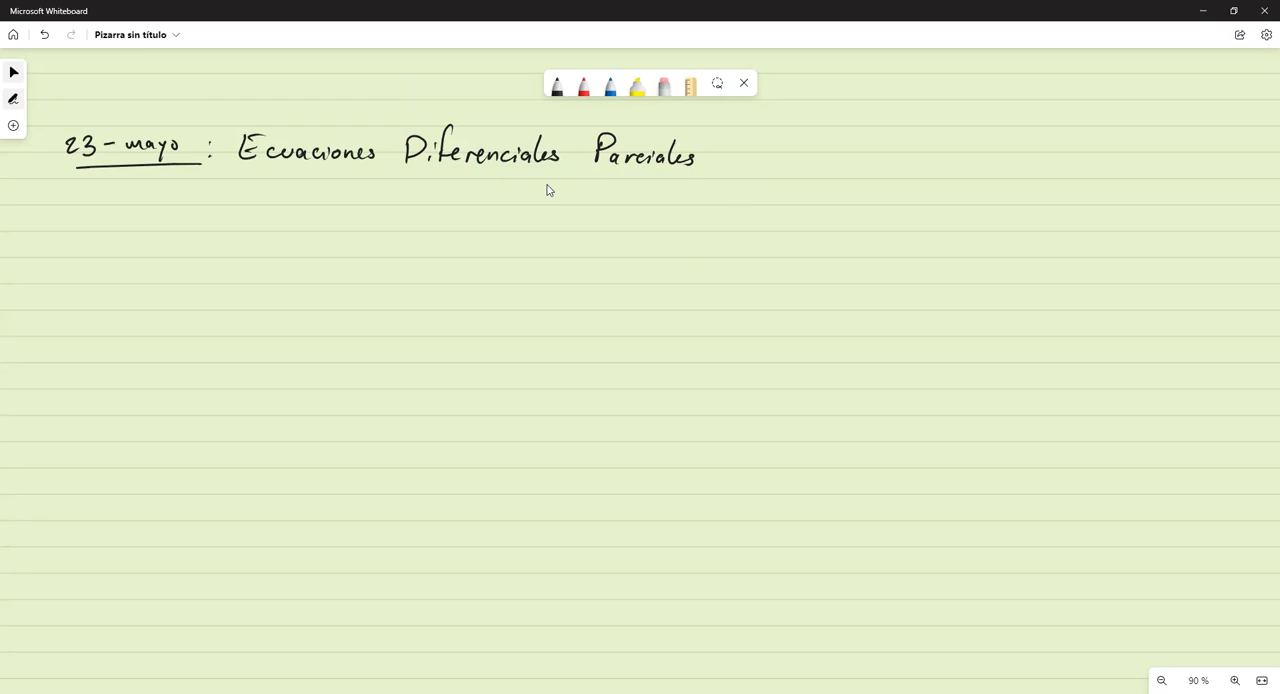 Microsoft Whiteboard
Pizarra sin título
23-mayo : Ecuaciones Diferenciales Parciales
90 %